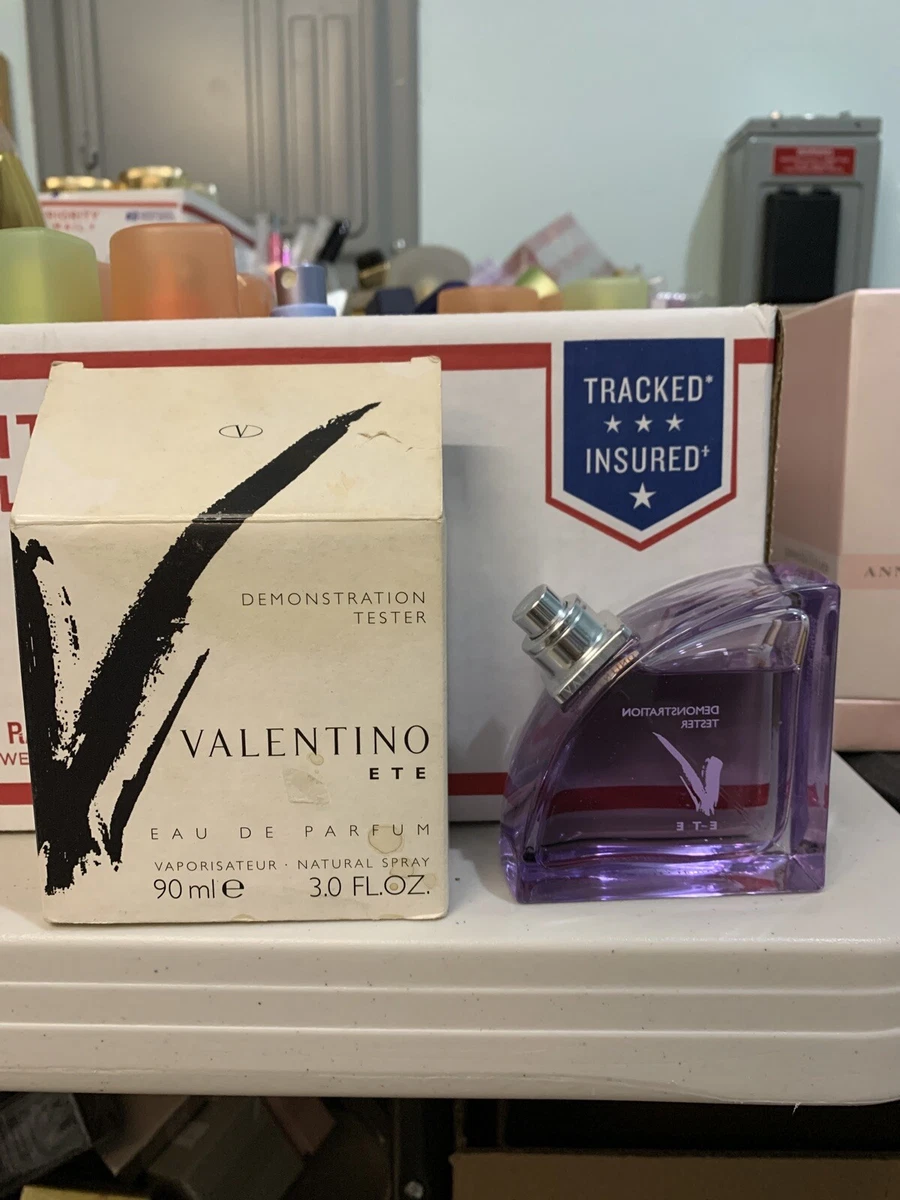 TRACKED*
INSURED†
V
DEMONSTRATION
TESTER
VALENTINO
ETE
EAU DE PARFUM
VAPORISATEUR · NATURAL SPRAY
90 ml e 3.0 FL.OZ.
DEMONSTRATION
TESTER
V
E-T-E
ANN